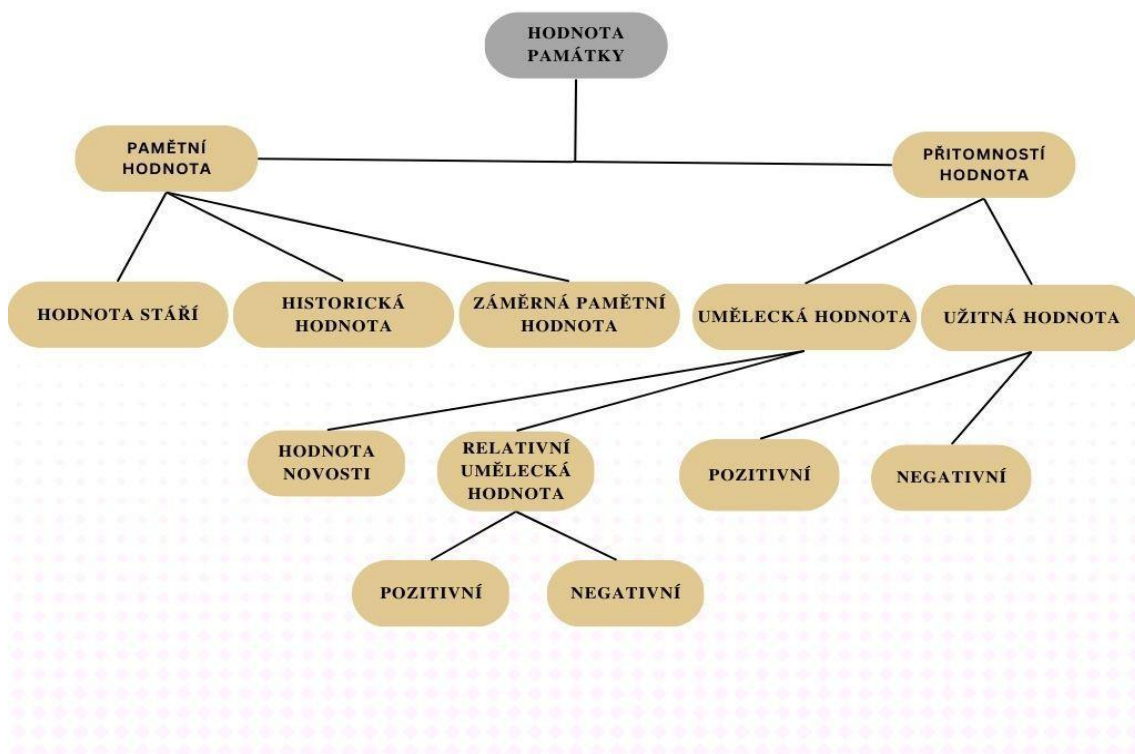 HODNOTA
PAMÁTKY
PAMĚTNÍ
HODNOTA
PŘITOMNOSTÍ
HODNOTA
HODNOTA STÁŘÍ
HISTORICKÁ
HODNOTA
ZÁMĚRNÁ PAMĚTNÍ
HODNOTA
UMĚLECKÁ HODNOTA
UŽITNÁ HODNOTA
HODNOTA
NOVOSTI
RELATIVNÍ
UMĚLECKÁ
HODNOTA
POZITIVNÍ
NEGATIVNÍ
POZITIVNÍ
NEGATIVNÍ